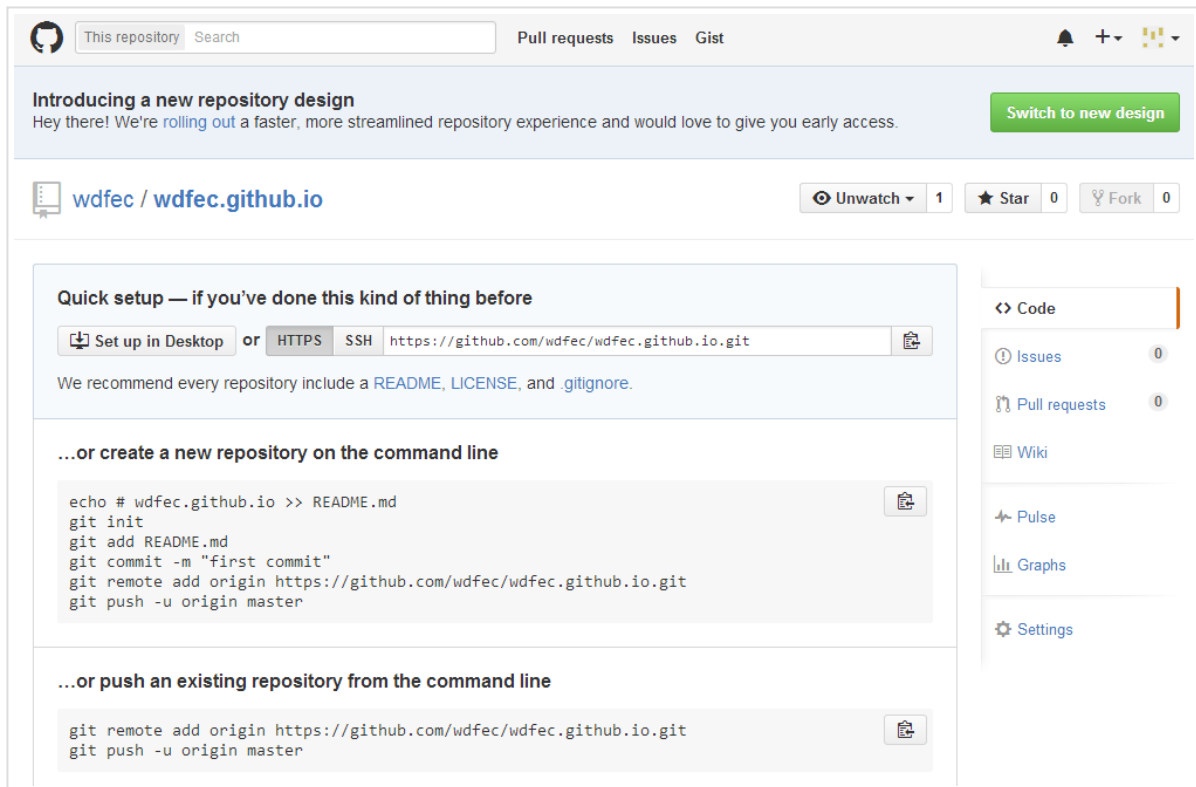 This repository Search Pull requests Issues Gist
Introducing a new repository design
Hey there! We're rolling out a faster, more streamlined repository experience and would love to give you early access.
Switch to new design
wdfec / wdfec.github.io
Unwatch 1 Star 0 Fork 0
Quick setup — if you've done this kind of thing before
Set up in Desktop or HTTPS SSH https://github.com/wdfec/wdfec.github.io.git
We recommend every repository include a README, LICENSE, and .gitignore.
…or create a new repository on the command line
echo # wdfec.github.io >> README.md
git init
git add README.md
git commit -m "first commit"
git remote add origin https://github.com/wdfec/wdfec.github.io.git
git push -u origin master
…or push an existing repository from the command line
git remote add origin https://github.com/wdfec/wdfec.github.io.git
git push -u origin master
Code
Issues 0
Pull requests 0
Wiki
Pulse
Graphs
Settings